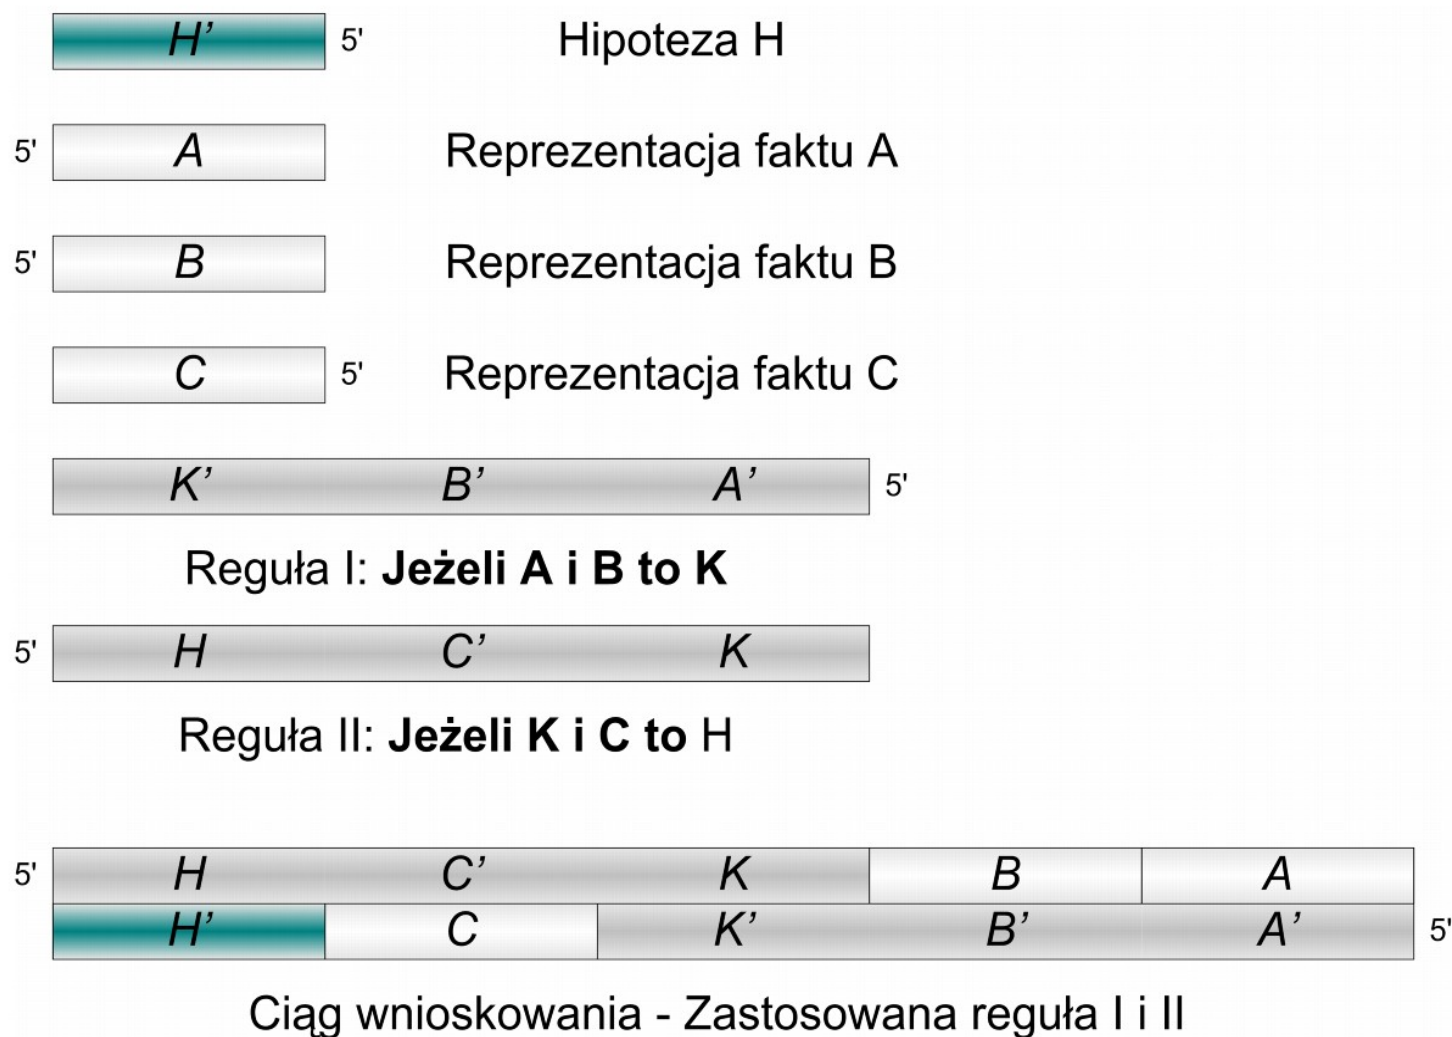 H’ 5' Hipoteza H
5' A Reprezentacja faktu A
5' B Reprezentacja faktu B
C 5' Reprezentacja faktu C
K’ B’ A’ 5'
Reguła I: Jeżeli A i B to K
5' H C’ K
Reguła II: Jeżeli K i C to H
5' H C’ K B A
H’ C K’ B’ A’ 5'
Ciąg wnioskowania - Zastosowana reguła I i II